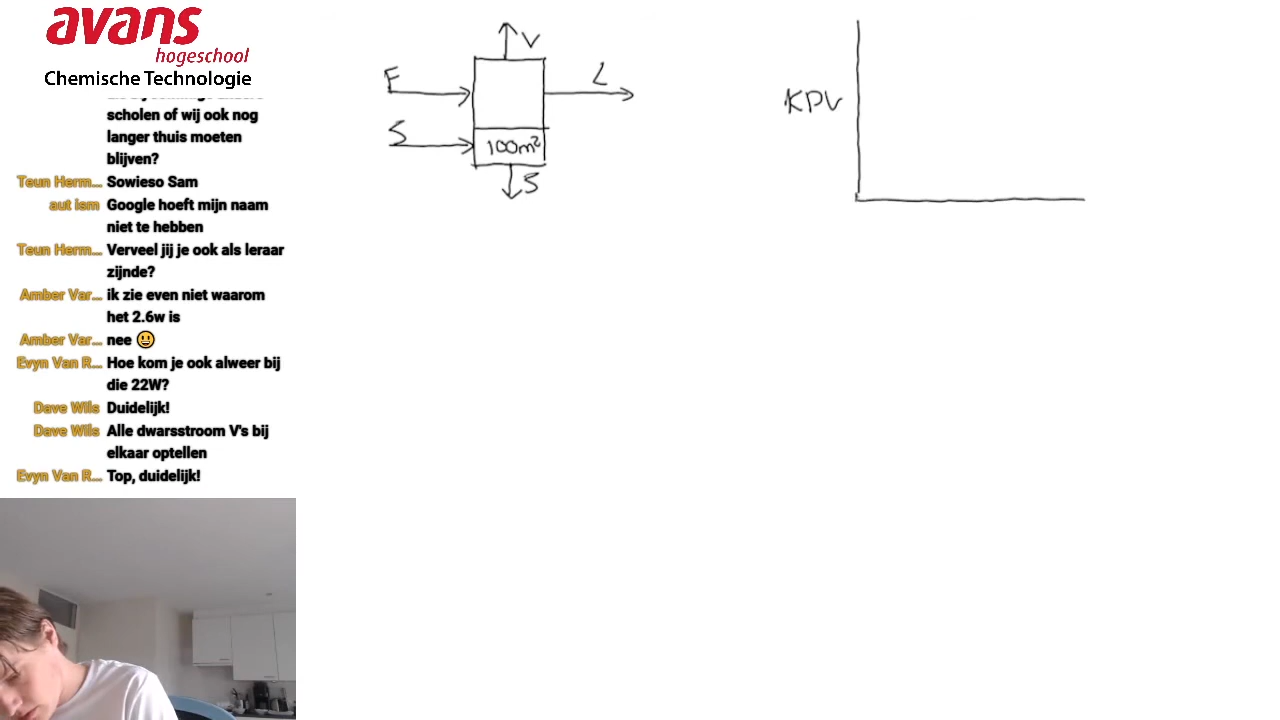 avans
hogeschool
Chemische Technologie
scholen of wij ook nog
langer thuis moeten
blijven?
Teun Herm... Sowieso Sam
aut ism Google hoeft mijn naam
niet te hebben
Teun Herm... Verveel jij je ook als leraar
zijnde?
Amber Var... ik zie even niet waarom
het 2.6w is
Amber Var... nee 😃
Evyn Van R... Hoe kom je ook alweer bij
die 22W?
Dave Wils Duidelijk!
Dave Wils Alle dwarsstroom V's bij
elkaar optellen
Evyn Van R... Top, duidelijk!
V
F
L
S
100m²
S
KPV